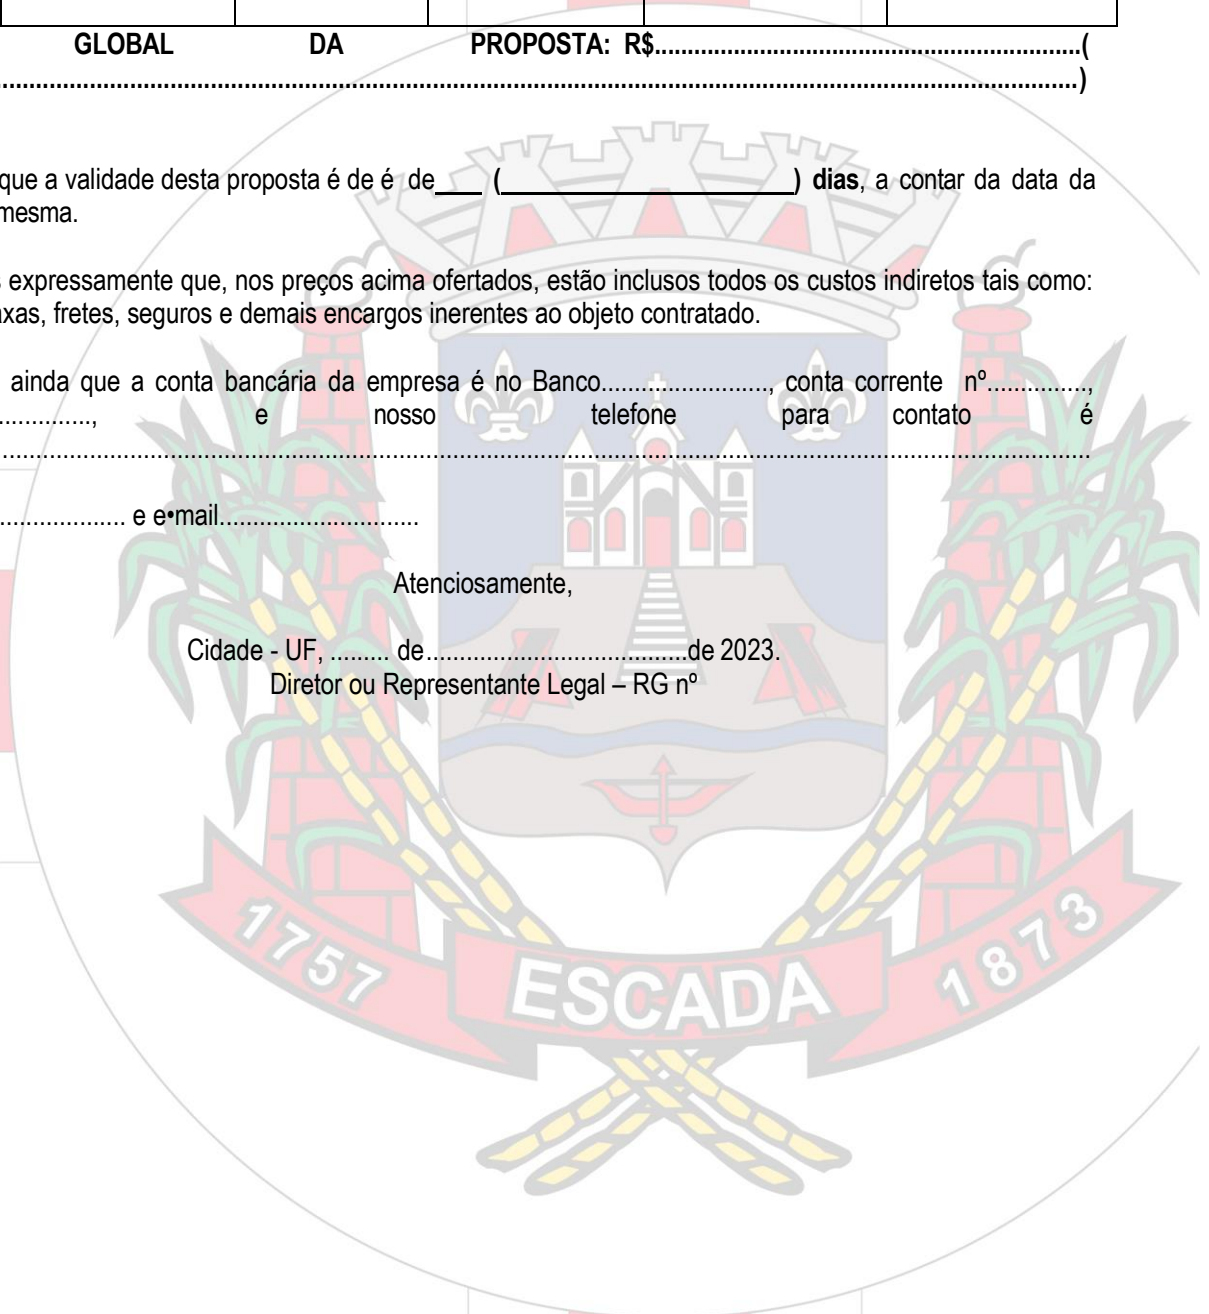 GLOBAL DA PROPOSTA: R$................................................................(
....................................................................................................................................................................)
que a validade desta proposta é de é de___ (____________________) dias, a contar da data da
mesma.
s expressamente que, nos preços acima ofertados, estão inclusos todos os custos indiretos tais como:
axas, fretes, seguros e demais encargos inerentes ao objeto contratado.
ainda que a conta bancária da empresa é no Banco........................., conta corrente nº...............,
.............., e nosso telefone para contato é
....................................................................................................................................................................
................... e e•mail..............................
Atenciosamente,
Cidade - UF, ......... de.......................................de 2023.
Diretor ou Representante Legal – RG nº
1757 ESCADA 1873